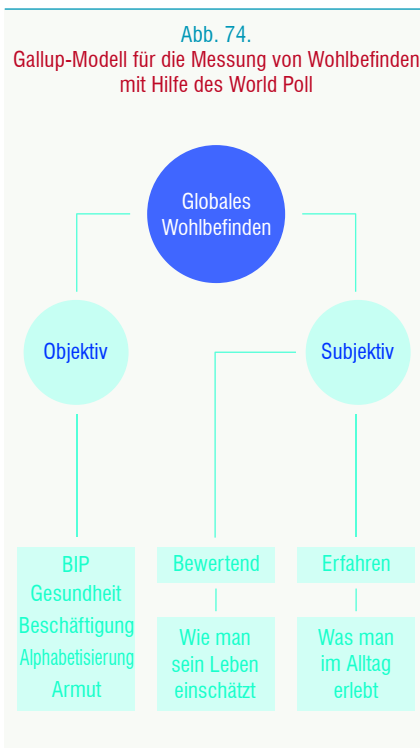 Abb. 74.
Gallup-Modell für die Messung von Wohlbefinden
mit Hilfe des World Poll
Globales
Wohlbefinden
Objektiv
Subjektiv
BIP
Gesundheit
Beschäftigung
Alphabetisierung
Armut
Bewertend
Wie man
sein Leben
einschätzt
Erfahren
Was man
im Alltag
erlebt